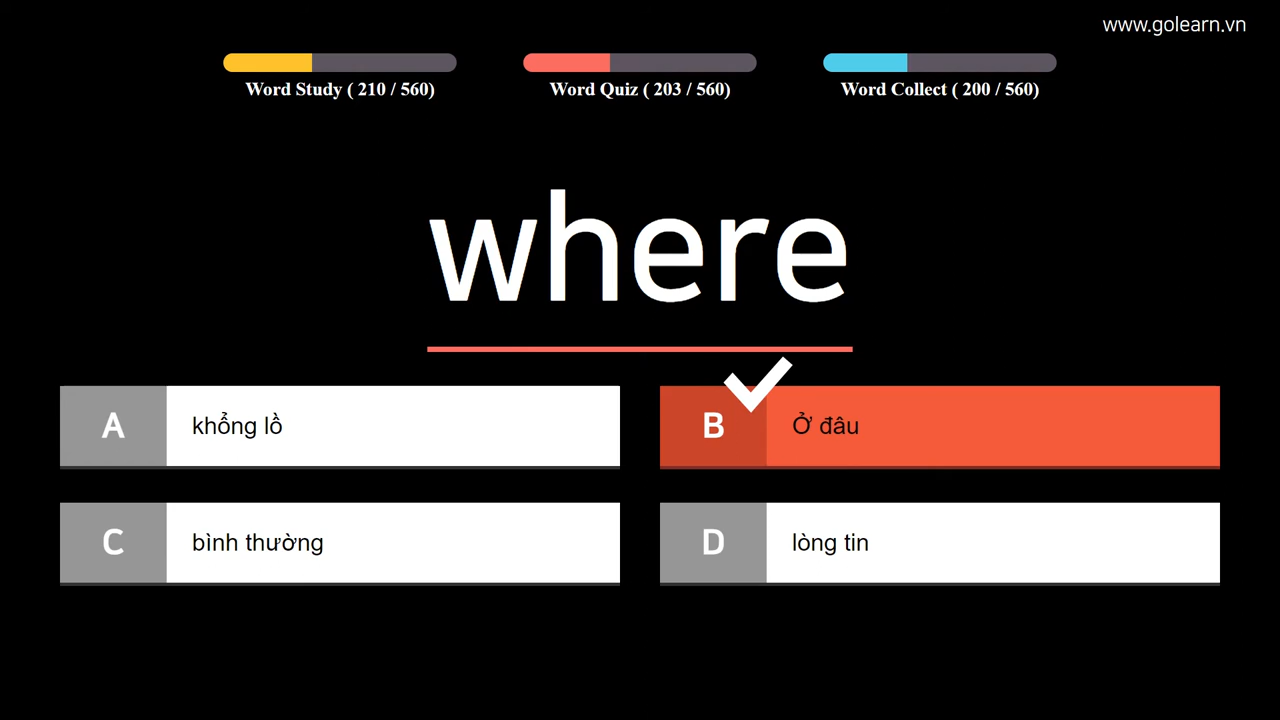 www.golearn.vn
Word Study ( 210 / 560)
Word Quiz ( 203 / 560)
Word Collect ( 200 / 560)
where
A khổng lồ
B Ở đâu
C bình thường
D lòng tin